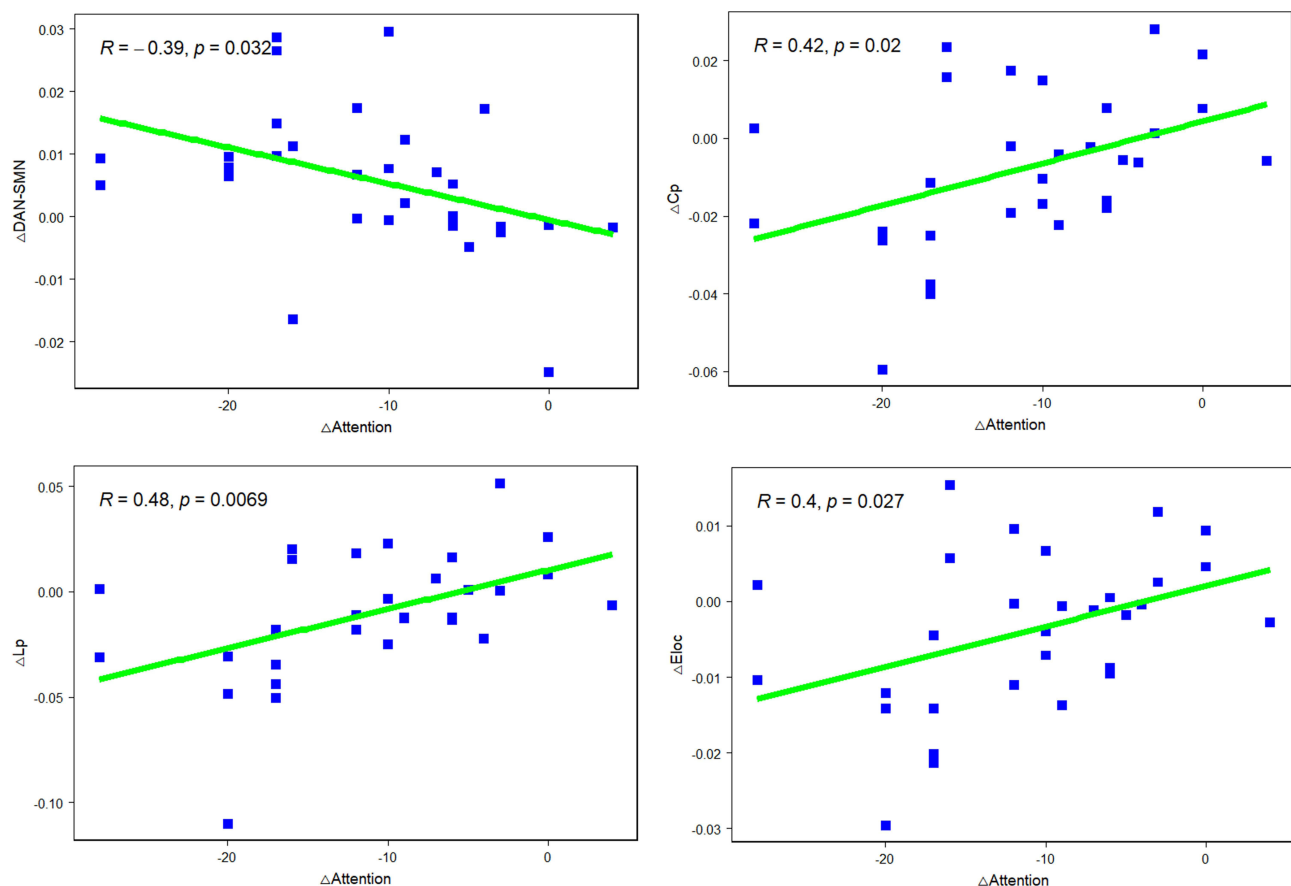 R = −0.39, p = 0.032
0.03
0.02
0.01
0.00
-0.01
-0.02
△DAN-SMN
-20
-10
0
△Attention
R = 0.42, p = 0.02
0.02
0.00
-0.02
-0.04
-0.06
△Cp
-20
-10
0
△Attention
R = 0.48, p = 0.0069
0.05
0.00
-0.05
-0.10
△Lp
-20
-10
0
△Attention
R = 0.4, p = 0.027
0.01
0.00
-0.01
-0.02
-0.03
△Eloc
-20
-10
0
△Attention